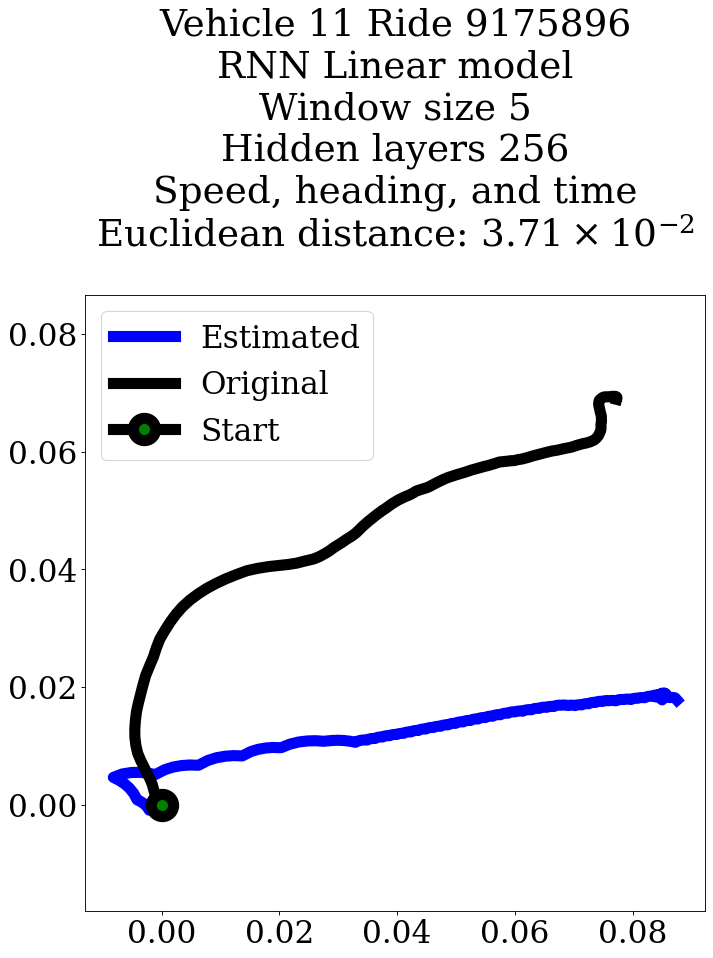 Vehicle 11 Ride 9175896
RNN Linear model
Window size 5
Hidden layers 256
Speed, heading, and time
Euclidean distance: 3.71 × 10⁻²
Estimated
Original
Start
0.08
0.06
0.04
0.02
0.00
0.00 0.02 0.04 0.06 0.08